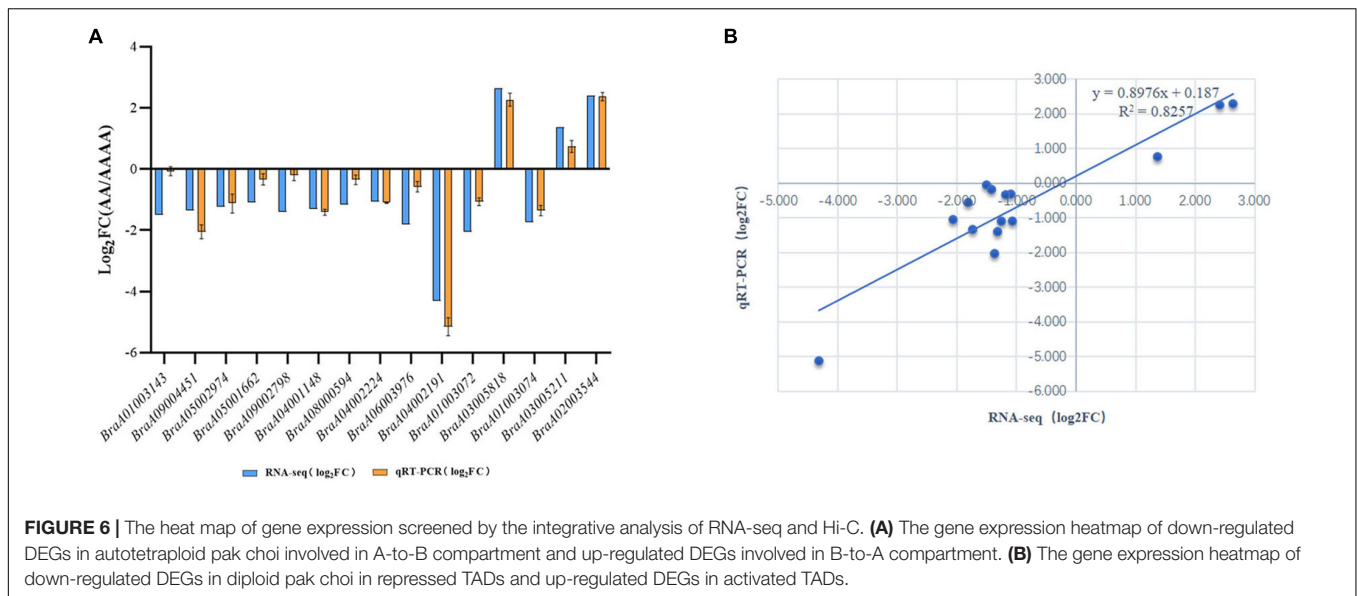 A
Log₂FC(AA/AAAA)
4
2
0
-2
-4
-6
BraA01003143
BraA09004451
BraA05002974
BraA05001662
BraA09002798
BraA04001148
BraA08000594
BraA04002224
BraA06003976
BraA04002191
BraA01003072
BraA03005818
BraA01003074
BraA03005211
BraA02003544
RNA-seq（log₂FC） qRT-PCR（log₂FC）
B
qRT-PCR（log2FC）
3.000
2.000
1.000
0.000
-1.000
-2.000
-3.000
-4.000
-5.000
-6.000
y = 0.8976x + 0.187
R² = 0.8257
-5.000 -4.000 -3.000 -2.000 -1.000 0.000 1.000 2.000 3.000
RNA-seq（log2FC）
FIGURE 6 | The heat map of gene expression screened by the integrative analysis of RNA-seq and Hi-C. (A) The gene expression heatmap of down-regulated
DEGs in autotetraploid pak choi involved in A-to-B compartment and up-regulated DEGs involved in B-to-A compartment. (B) The gene expression heatmap of
down-regulated DEGs in diploid pak choi in repressed TADs and up-regulated DEGs in activated TADs.